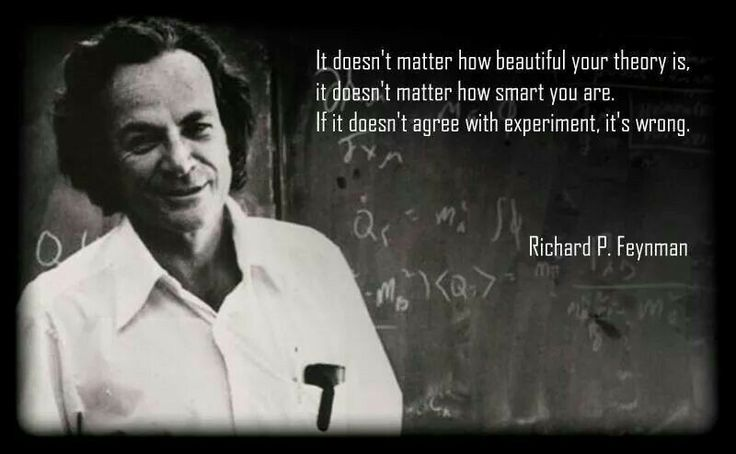 It doesn't matter how beautiful your theory is,
it doesn't matter how smart you are.
If it doesn't agree with experiment, it's wrong.
Richard P. Feynman